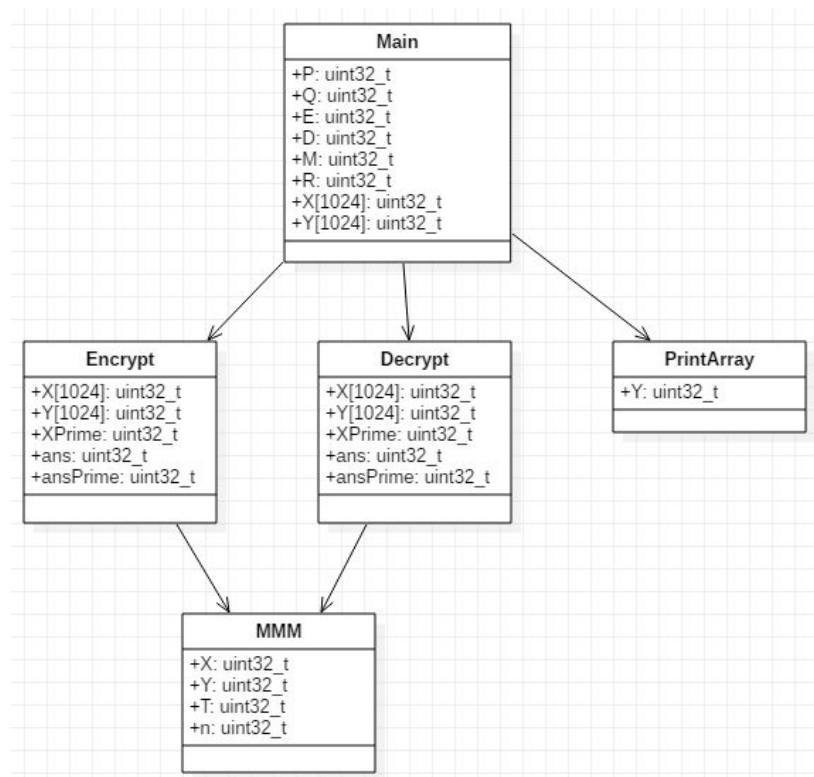 Main
+P: uint32_t
+Q: uint32_t
+E: uint32_t
+D: uint32_t
+M: uint32_t
+R: uint32_t
+X[1024]: uint32_t
+Y[1024]: uint32_t
Encrypt
+X[1024]: uint32_t
+Y[1024]: uint32_t
+XPrime: uint32_t
+ans: uint32_t
+ansPrime: uint32_t
Decrypt
+X[1024]: uint32_t
+Y[1024]: uint32_t
+XPrime: uint32_t
+ans: uint32_t
+ansPrime: uint32_t
PrintArray
+Y: uint32_t
MMM
+X: uint32_t
+Y: uint32_t
+T: uint32_t
+n: uint32_t